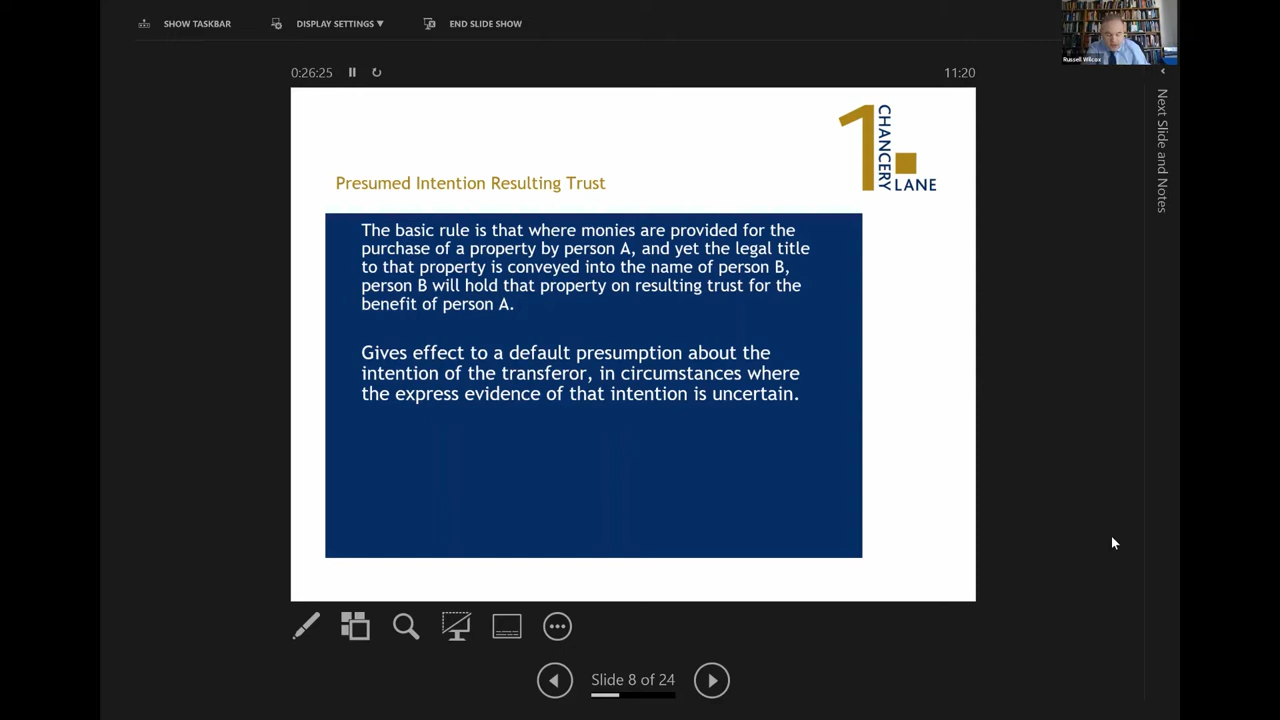 SHOW TASKBAR
DISPLAY SETTINGS ▼
END SLIDE SHOW
Russell Wilcox
0:26:25
11:20
Next Slide and Notes
1
CHANCERY
LANE
Presumed Intention Resulting Trust
The basic rule is that where monies are provided for the
purchase of a property by person A, and yet the legal title
to that property is conveyed into the name of person B,
person B will hold that property on resulting trust for the
benefit of person A.
Gives effect to a default presumption about the
intention of the transferor, in circumstances where
the express evidence of that intention is uncertain.
Slide 8 of 24